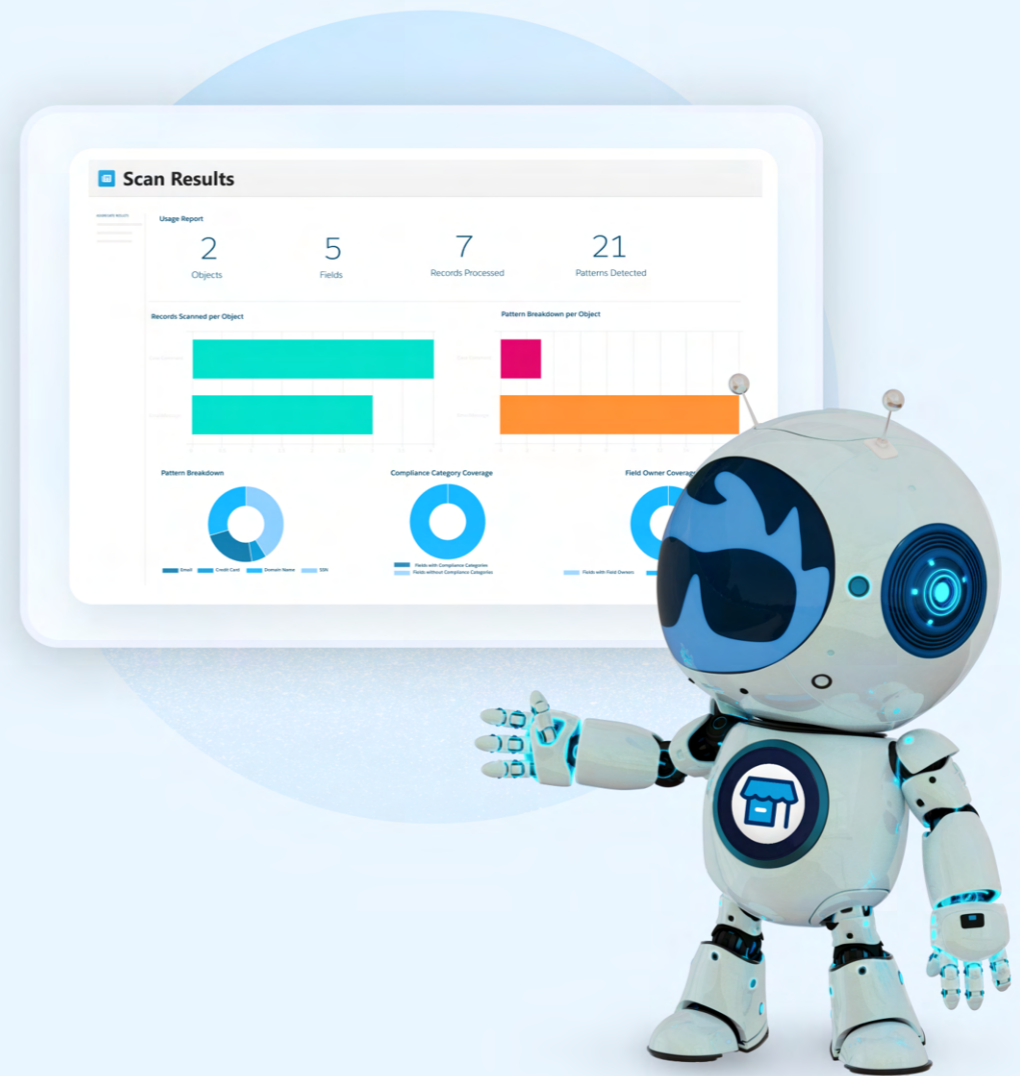 Scan Results
Usage Report
2
5
7
21
Objects
Fields
Records Processed
Patterns Detected
Records Scanned per Object
Pattern Breakdown per Object
Pattern Breakdown
Compliance Category Coverage
Field Owner Coverage
Email
Credit Card
Domain Name
SSN
Fields with Compliance Categories
Fields without Compliance Categories
Fields with Field Owners